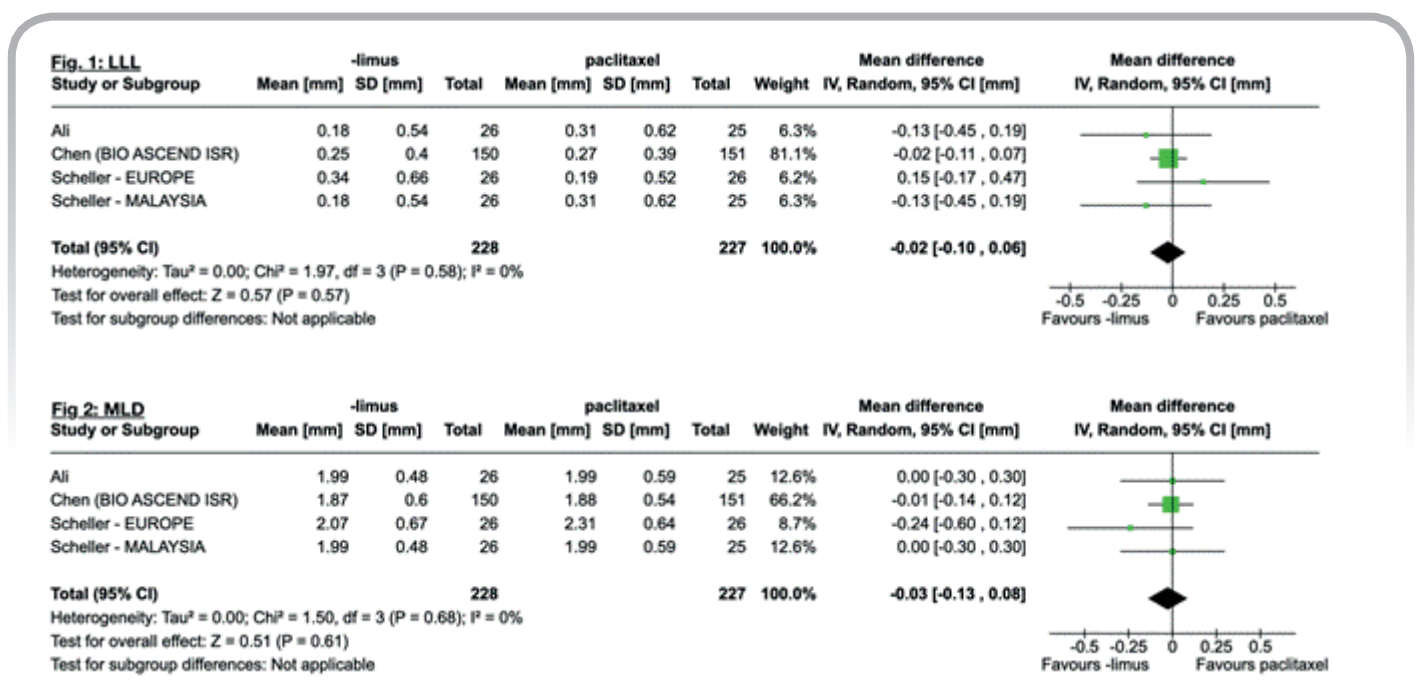 Fig. 1: LLL -limus paclitaxel Mean difference Mean difference
Study or Subgroup Mean [mm] SD [mm] Total Mean [mm] SD [mm] Total Weight IV, Random, 95% CI [mm] IV, Random, 95% CI [mm]
Ali 0.18 0.54 26 0.31 0.62 25 6.3% -0.13 [-0.45 , 0.19]
Chen (BIO ASCEND ISR) 0.25 0.4 150 0.27 0.39 151 81.1% -0.02 [-0.11 , 0.07]
Scheller - EUROPE 0.34 0.66 26 0.19 0.52 26 6.2% 0.15 [-0.17 , 0.47]
Scheller - MALAYSIA 0.18 0.54 26 0.31 0.62 25 6.3% -0.13 [-0.45 , 0.19]
Total (95% CI) 228 227 100.0% -0.02 [-0.10 , 0.06]
Heterogeneity: Tau² = 0.00; Chi² = 1.97, df = 3 (P = 0.58); I² = 0%
Test for overall effect: Z = 0.57 (P = 0.57)
Test for subgroup differences: Not applicable
-0.5 -0.25 0 0.25 0.5
Favours -limus Favours paclitaxel
Fig 2: MLD -limus paclitaxel Mean difference Mean difference
Study or Subgroup Mean [mm] SD [mm] Total Mean [mm] SD [mm] Total Weight IV, Random, 95% CI [mm] IV, Random, 95% CI [mm]
Ali 1.99 0.48 26 1.99 0.59 25 12.6% 0.00 [-0.30 , 0.30]
Chen (BIO ASCEND ISR) 1.87 0.6 150 1.88 0.54 151 66.2% -0.01 [-0.14 , 0.12]
Scheller - EUROPE 2.07 0.67 26 2.31 0.64 26 8.7% -0.24 [-0.60 , 0.12]
Scheller - MALAYSIA 1.99 0.48 26 1.99 0.59 25 12.6% 0.00 [-0.30 , 0.30]
Total (95% CI) 228 227 100.0% -0.03 [-0.13 , 0.08]
Heterogeneity: Tau² = 0.00; Chi² = 1.50, df = 3 (P = 0.68); I² = 0%
Test for overall effect: Z = 0.51 (P = 0.61)
Test for subgroup differences: Not applicable
-0.5 -0.25 0 0.25 0.5
Favours -limus Favours paclitaxel